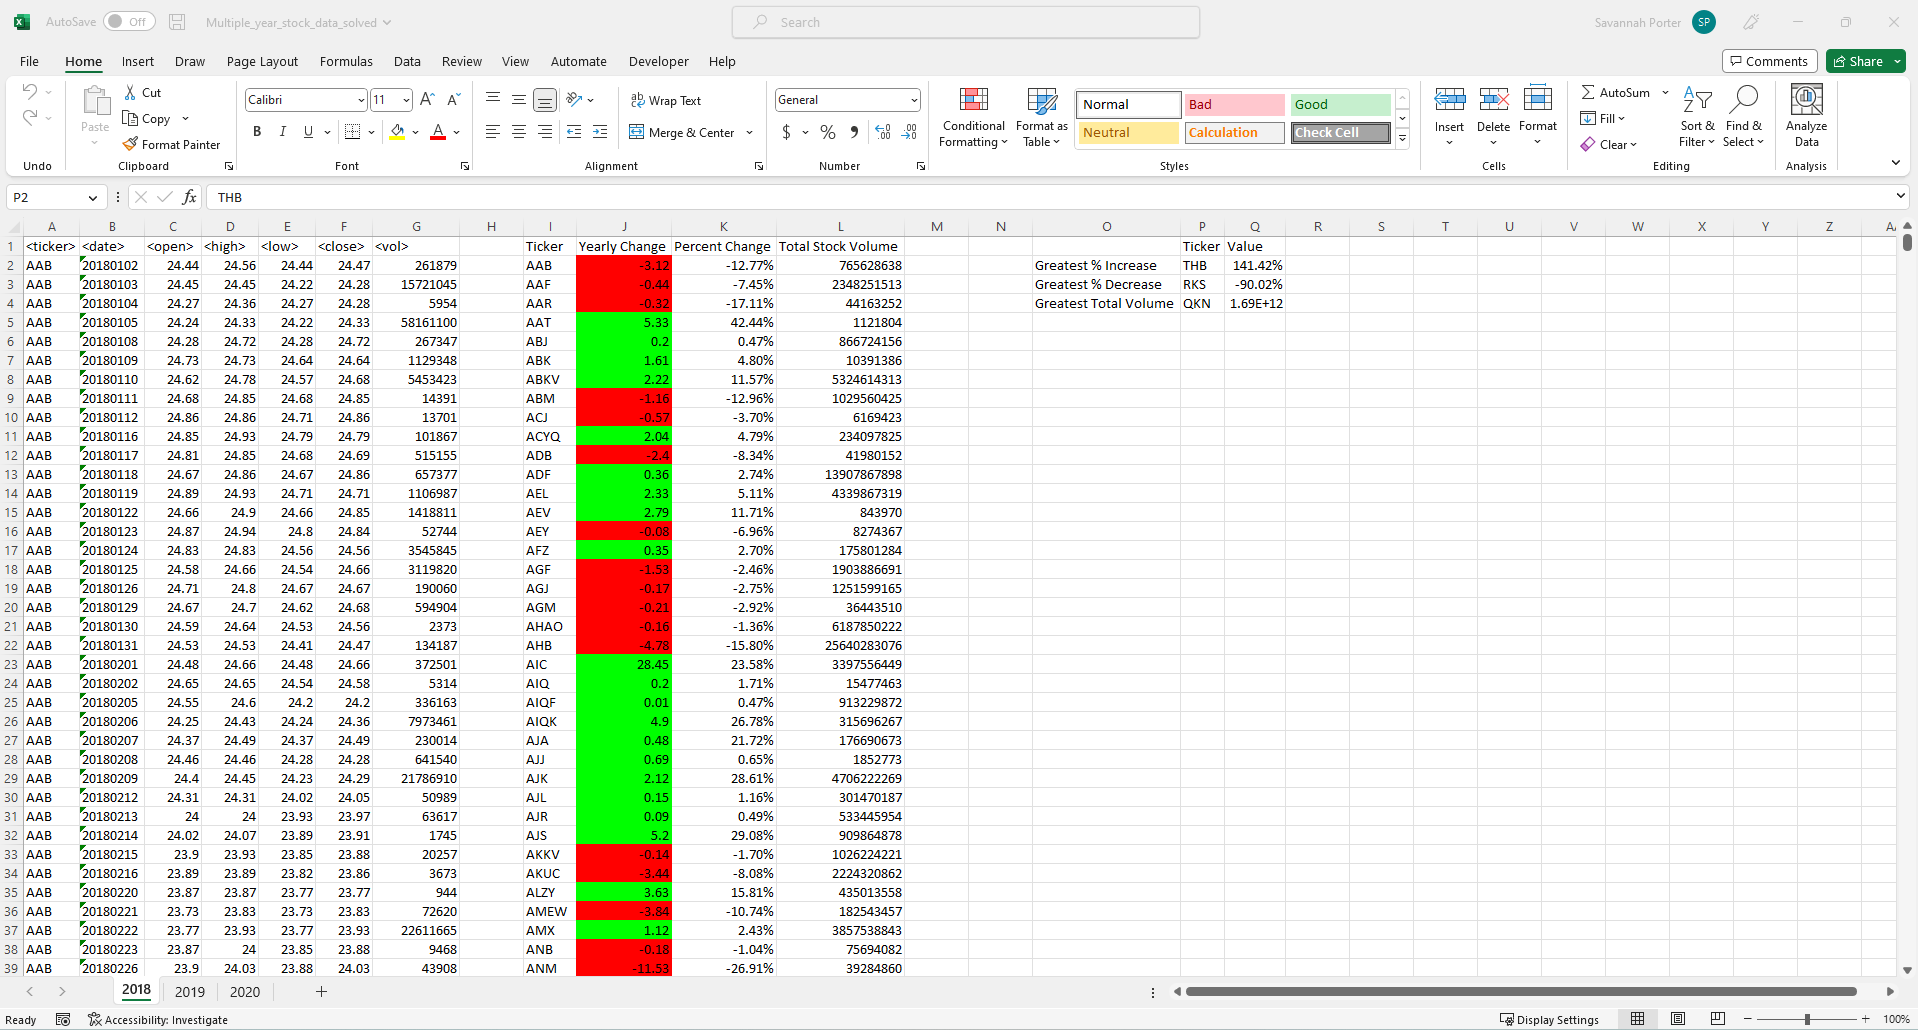 AutoSave Off Multiple_year_stock_data_solved Search Savannah Porter SP
File Home Insert Draw Page Layout Formulas Data Review View Automate Developer Help Comments Share
Cut
Copy
Format Painter
Paste
Calibri 11
B I U
Wrap Text
Merge & Center
General
$ %
Conditional Formatting
Format as Table
Normal Bad Good
Neutral Calculation Check Cell
Insert Delete Format
AutoSum
Fill
Clear
Sort & Filter
Find & Select
Analyze Data
Undo Clipboard Font Alignment Number Styles Cells Editing Analysis
P2 fx THB
A B C D E F G H I J K L M N O P Q R S T U V W X Y Z
1 <ticker> <date> <open> <high> <low> <close> <vol> Ticker Yearly Change Percent Change Total Stock Volume Ticker Value
2 AAB 20180102 24.44 24.56 24.44 24.47 261879 AAB -3.12 -12.77% 765628638 Greatest % Increase THB 141.42%
3 AAB 20180103 24.45 24.45 24.22 24.28 15721045 AAF -0.44 -7.45% 2348251513 Greatest % Decrease RKS -90.02%
4 AAB 20180104 24.27 24.36 24.27 24.28 5954 AAR -0.32 -17.11% 44163252 Greatest Total Volume QKN 1.69E+12
5 AAB 20180105 24.24 24.33 24.22 24.33 58161100 AAT 5.33 42.44% 1121804
6 AAB 20180108 24.28 24.72 24.28 24.72 267347 ABJ 0.2 0.47% 866724156
7 AAB 20180109 24.73 24.73 24.64 24.64 1129348 ABK 1.61 4.80% 10391386
8 AAB 20180110 24.62 24.78 24.57 24.68 5453423 ABKV 2.22 11.57% 5324614313
9 AAB 20180111 24.68 24.85 24.68 24.85 14391 ABM -1.16 -12.96% 1029560425
10 AAB 20180112 24.86 24.86 24.71 24.86 13701 ACJ -0.57 -3.70% 6169423
11 AAB 20180116 24.85 24.93 24.79 24.79 101867 ACYQ 2.04 4.79% 234097825
12 AAB 20180117 24.81 24.85 24.68 24.69 515155 ADB -2.4 -8.34% 41980152
13 AAB 20180118 24.67 24.86 24.67 24.86 657377 ADF 0.36 2.74% 13907867898
14 AAB 20180119 24.89 24.93 24.71 24.71 1106987 AEL 2.33 5.11% 4339867319
15 AAB 20180122 24.66 24.9 24.66 24.85 1418811 AEV 2.79 11.71% 843970
16 AAB 20180123 24.87 24.94 24.8 24.84 52744 AEY -0.08 -6.96% 8274367
17 AAB 20180124 24.83 24.83 24.56 24.56 3545845 AFZ 0.35 2.70% 175801284
18 AAB 20180125 24.58 24.66 24.54 24.66 3119820 AGF -1.53 -2.46% 1903886691
19 AAB 20180126 24.71 24.8 24.67 24.67 190060 AGJ -0.17 -2.75% 1251599165
20 AAB 20180129 24.67 24.7 24.62 24.68 594904 AGM -0.21 -2.92% 36443510
21 AAB 20180130 24.59 24.64 24.53 24.56 2373 AHAO -0.16 -1.36% 6187850222
22 AAB 20180131 24.53 24.53 24.41 24.47 134187 AHB -4.78 -15.80% 25640283076
23 AAB 20180201 24.48 24.66 24.48 24.66 372501 AIC 28.45 23.58% 3397556449
24 AAB 20180202 24.65 24.65 24.54 24.58 5314 AIQ 0.2 1.71% 15477463
25 AAB 20180205 24.55 24.6 24.2 24.2 336163 AIQF 0.01 0.47% 913229872
26 AAB 20180206 24.25 24.43 24.24 24.36 7973461 AIQK 4.9 26.78% 315696267
27 AAB 20180207 24.37 24.49 24.37 24.49 230014 AJA 0.48 21.72% 176690673
28 AAB 20180208 24.46 24.46 24.28 24.28 641540 AJJ 0.69 0.65% 1852773
29 AAB 20180209 24.4 24.45 24.23 24.29 21786910 AJK 2.12 28.61% 4706222269
30 AAB 20180212 24.31 24.31 24.02 24.05 50989 AJL 0.15 1.16% 301470187
31 AAB 20180213 24 24 23.93 23.97 63617 AJR 0.09 0.49% 533445954
32 AAB 20180214 24.02 24.07 23.89 23.91 1745 AJS 5.2 29.08% 909864878
33 AAB 20180215 23.9 23.93 23.85 23.88 20257 AKKV -0.14 -1.70% 1026224221
34 AAB 20180216 23.89 23.89 23.82 23.86 3673 AKUC -3.44 -8.08% 2224320862
35 AAB 20180220 23.87 23.87 23.77 23.77 944 ALZY 3.63 15.81% 435013558
36 AAB 20180221 23.73 23.83 23.73 23.83 72620 AMEW -3.84 -10.74% 182543457
37 AAB 20180222 23.77 23.93 23.77 23.93 22611665 AMX 1.12 2.43% 3857538843
38 AAB 20180223 23.87 24 23.85 23.88 9468 ANB -0.18 -1.04% 75694082
39 AAB 20180226 23.9 24.03 23.88 24.03 43908 ANM -11.53 -26.91% 39284860
2018 2019 2020
Ready Accessibility: Investigate Display Settings 100%